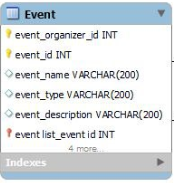 Event
event_organizer_id INT
event_id INT
event_name VARCHAR(200)
event_type VARCHAR(200)
event_description VARCHAR(200)
event list_event id INT
4 more...
Indexes